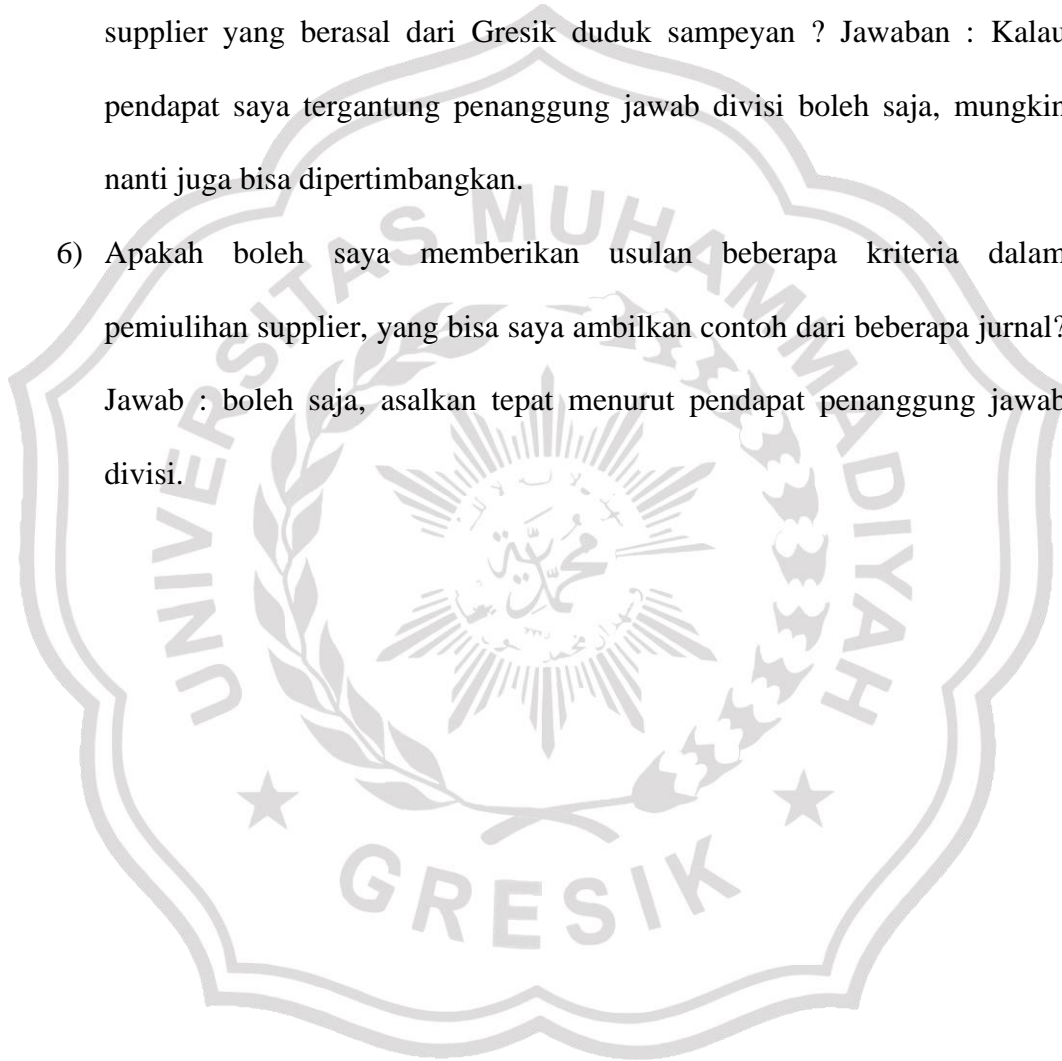 supplier yang berasal dari Gresik duduk sampeyan ? Jawaban : Kalau
pendapat saya tergantung penanggung jawab divisi boleh saja, mungkin
nanti juga bisa dipertimbangkan.
6) Apakah boleh saya memberikan usulan beberapa kriteria dalam
pemiulihan supplier, yang bisa saya ambilkan contoh dari beberapa jurnal?
Jawab : boleh saja, asalkan tepat menurut pendapat penanggung jawab
divisi.
UNIVERSITAS MUHAMMADIYAH
GRESIK